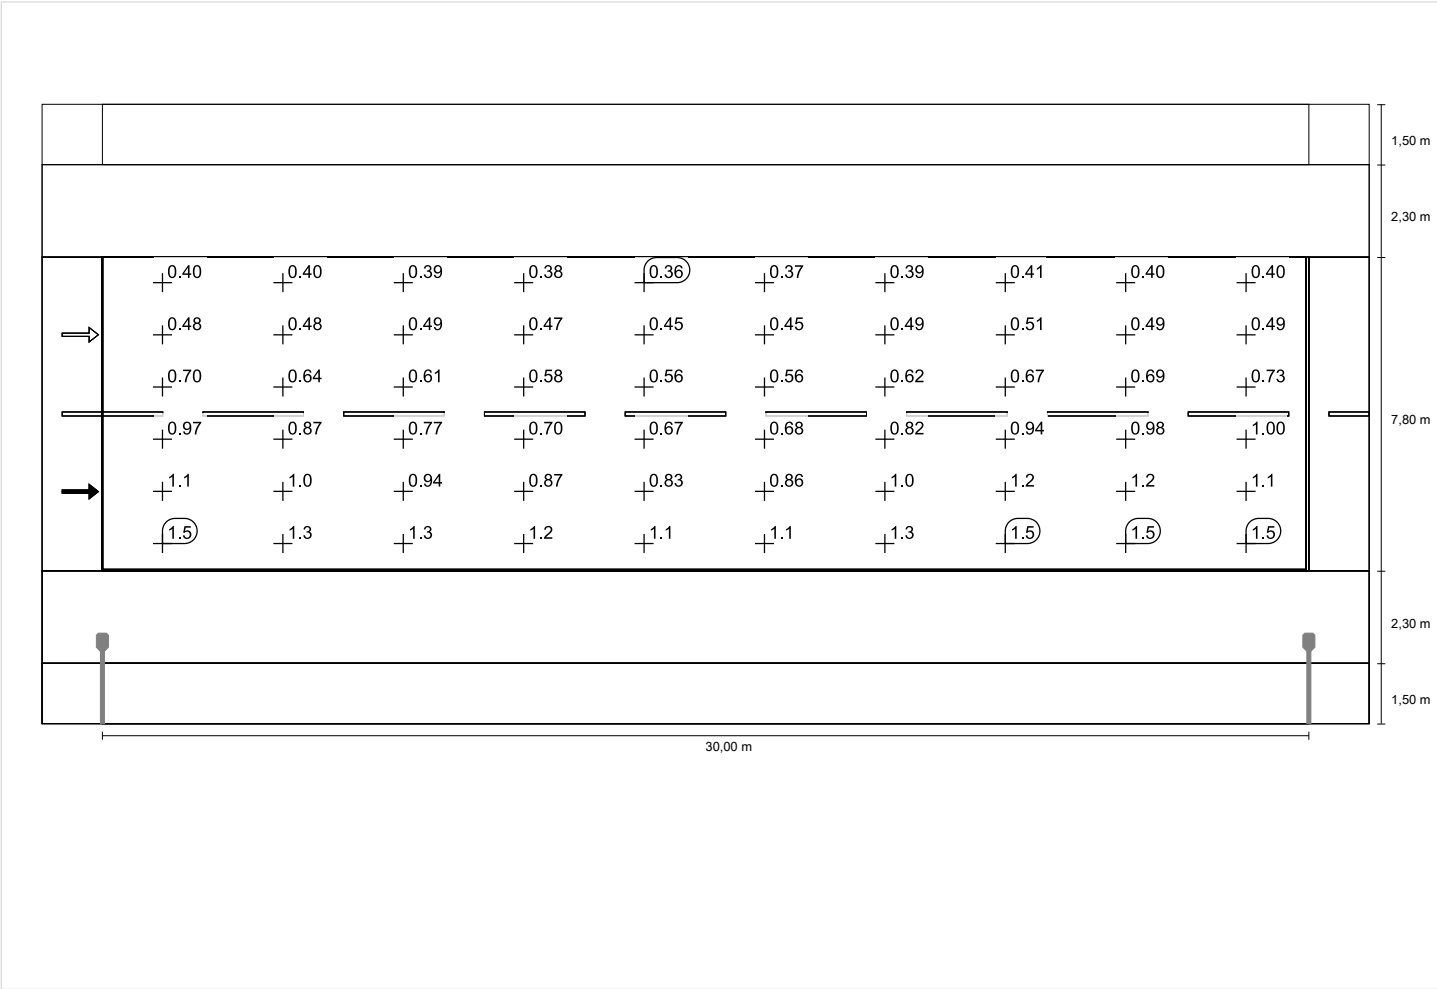 1,50 m
2,30 m
0.40 0.40 0.39 0.38 0.36 0.37 0.39 0.41 0.40 0.40
0.48 0.48 0.49 0.47 0.45 0.45 0.49 0.51 0.49 0.49
0.70 0.64 0.61 0.58 0.56 0.56 0.62 0.67 0.69 0.73
7,80 m
0.97 0.87 0.77 0.70 0.67 0.68 0.82 0.94 0.98 1.00
1.1 1.0 0.94 0.87 0.83 0.86 1.0 1.2 1.2 1.1
1.5 1.3 1.3 1.2 1.1 1.1 1.3 1.5 1.5 1.5
2,30 m
1,50 m
30,00 m